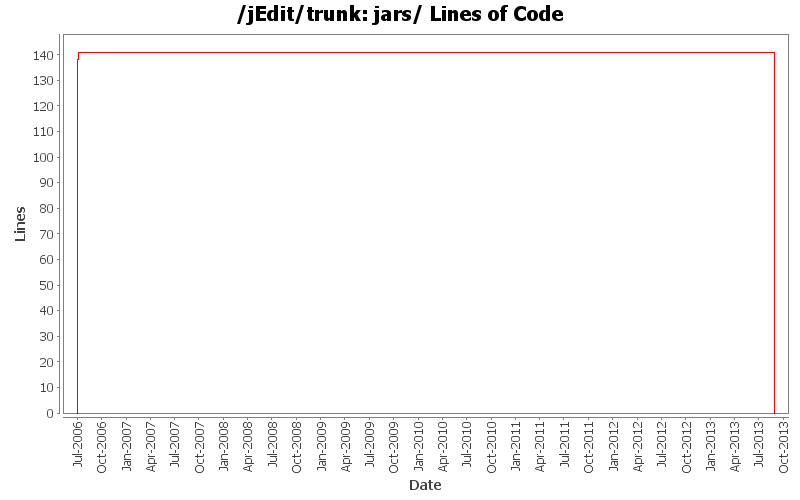 /jEdit/trunk: jars/ Lines of Code
140
130
120
110
100
90
80
70
60
50
40
30
20
10
0
Lines
Jul-2006
Oct-2006
Jan-2007
Apr-2007
Jul-2007
Oct-2007
Jan-2008
Apr-2008
Jul-2008
Oct-2008
Jan-2009
Apr-2009
Jul-2009
Oct-2009
Jan-2010
Apr-2010
Jul-2010
Oct-2010
Jan-2011
Apr-2011
Jul-2011
Oct-2011
Jan-2012
Apr-2012
Jul-2012
Oct-2012
Jan-2013
Apr-2013
Jul-2013
Oct-2013
Date